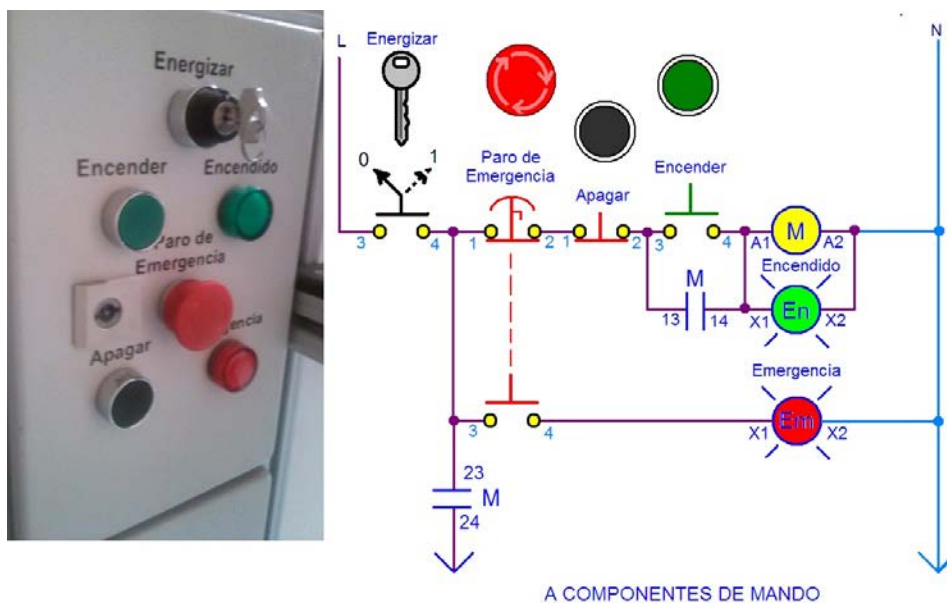 Energizar
Encender
Encendido
Paro de
Emergencia
Apagar
L
N
Energizar
0
1
Paro de
Emergencia
Apagar
Encender
3
4
1
2
1
2
3
4
A1
M
A2
Encendido
M
13
14
X1
En
X2
Emergencia
3
4
X1
Em
X2
23
M
24
A COMPONENTES DE MANDO